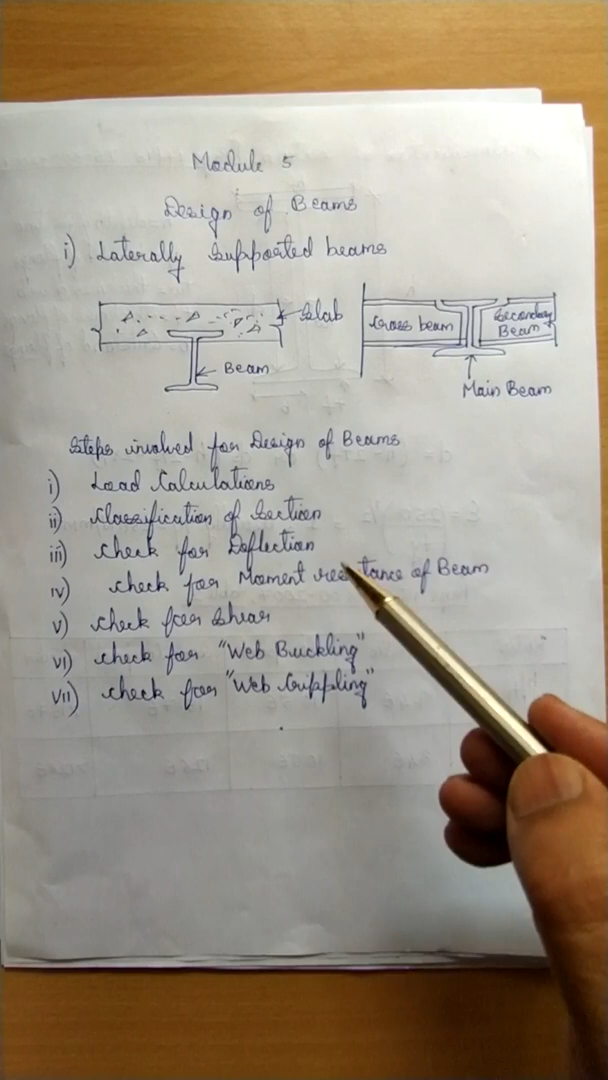 Module 5
Design of Beams
i) Laterally supported beams
Slab
Beam
Cross beam
Secondary
Beam
Main Beam
Steps involved for Design of Beams
i) Load Calculations
ii) Classification of Section
iii) check for Deflection
iv) check for Moment resistance of Beam
v) check for shear
vi) check for "Web Buckling"
vii) check for "Web Crippling"